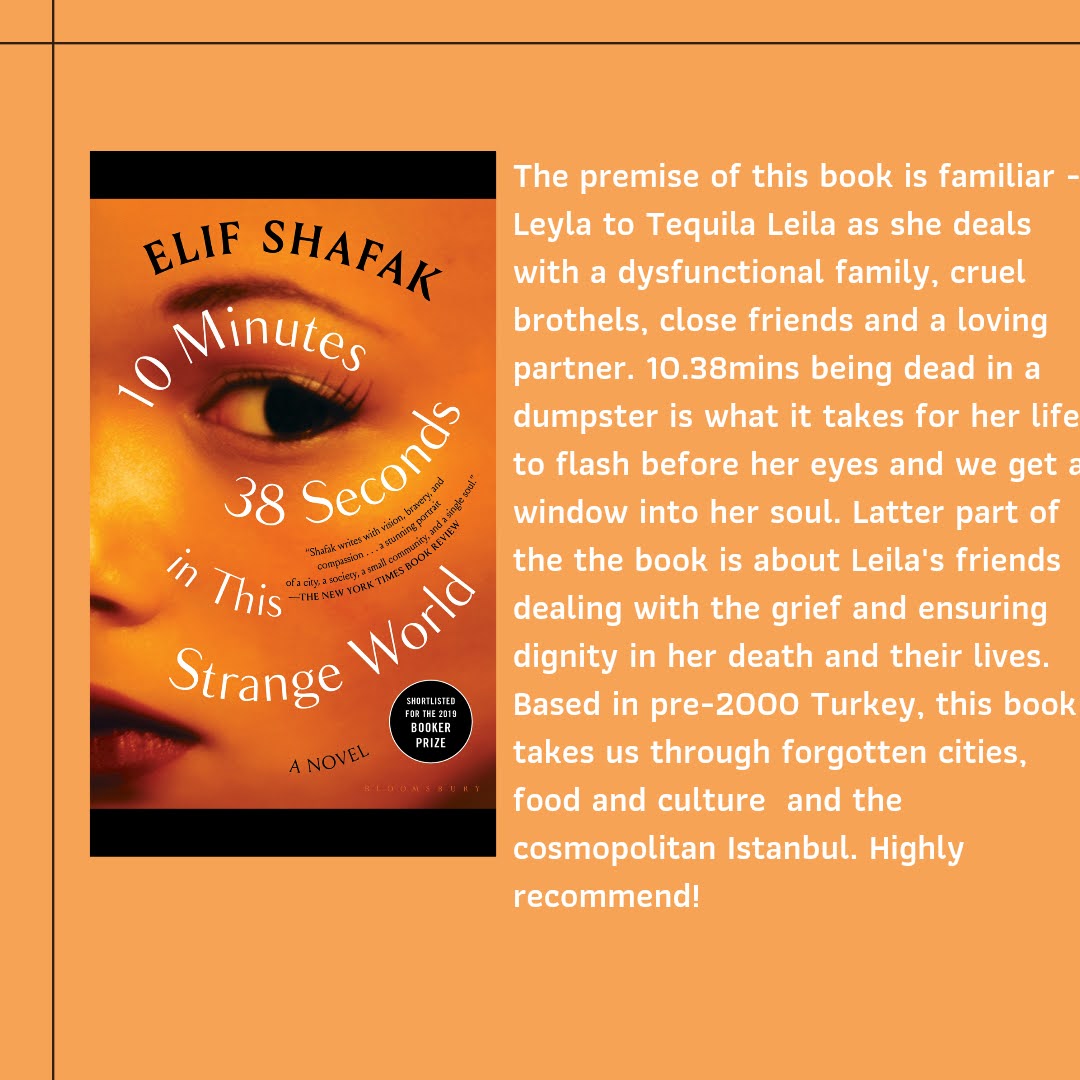 ELIF SHAFAK
10 Minutes
38 Seconds
"Shafak writes with vision, bravery, and
compassion . . . a stunning portrait
of a city, a society, a small community, and a single soul."
—THE NEW YORK TIMES BOOK REVIEW
in This
Strange World
SHORTLISTED
FOR THE 2019
BOOKER
PRIZE
A NOVEL
BLOOMSBURY
The premise of this book is familiar -
Leyla to Tequila Leila as she deals
with a dysfunctional family, cruel
brothels, close friends and a loving
partner. 10.38mins being dead in a
dumpster is what it takes for her life
to flash before her eyes and we get a
window into her soul. Latter part of
the the book is about Leila's friends
dealing with the grief and ensuring
dignity in her death and their lives.
Based in pre-2000 Turkey, this book
takes us through forgotten cities,
food and culture  and the
cosmopolitan Istanbul. Highly
recommend!